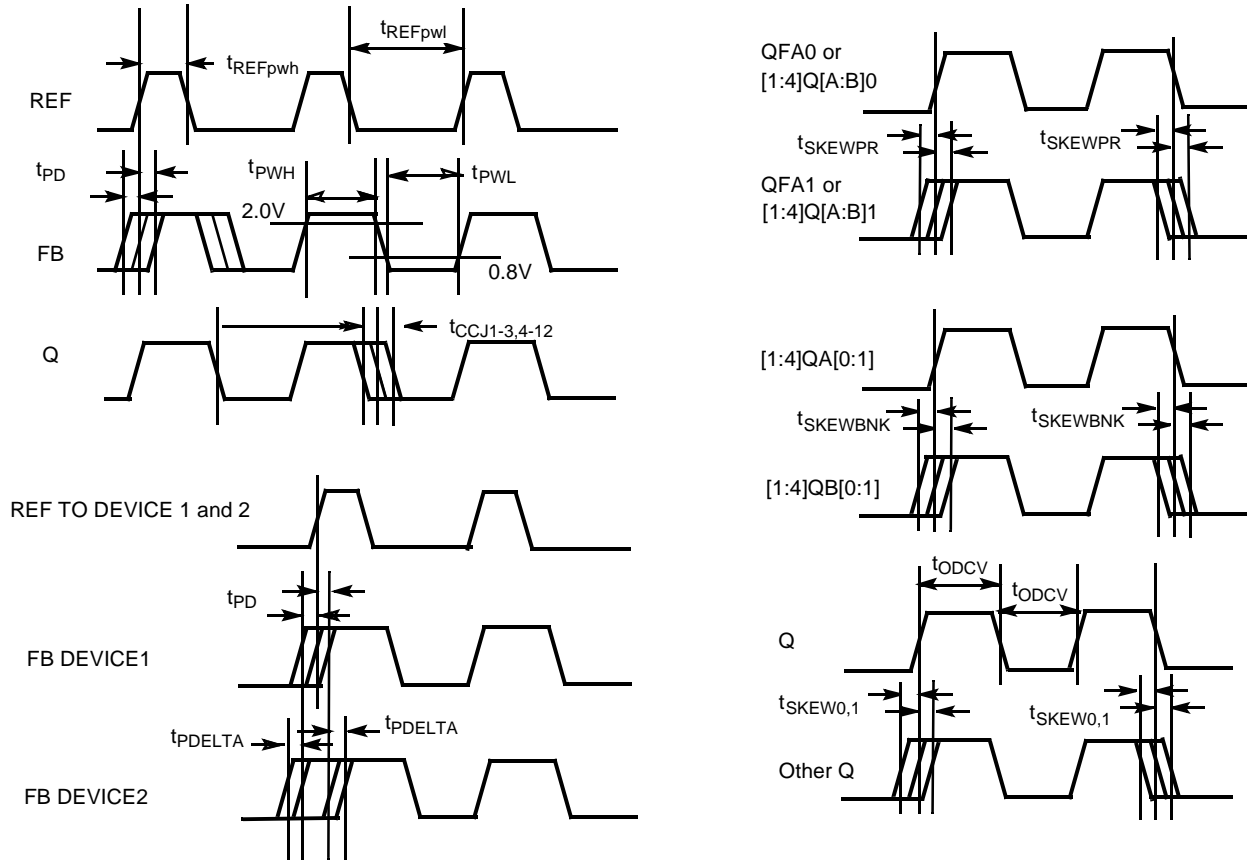 tREFpwl
tREFpwh
REF
tPD
tPWH
tPWL
2.0V
FB
0.8V
tCCJ1-3,4-12
Q
REF TO DEVICE 1 and 2
tPD
FB DEVICE1
tPDELTA
tPDELTA
FB DEVICE2
QFA0 or
[1:4]Q[A:B]0
tSKEWPR
tSKEWPR
QFA1 or
[1:4]Q[A:B]1
[1:4]QA[0:1]
tSKEWBNK
tSKEWBNK
[1:4]QB[0:1]
tODCV
tODCV
Q
tSKEW0,1
tSKEW0,1
Other Q